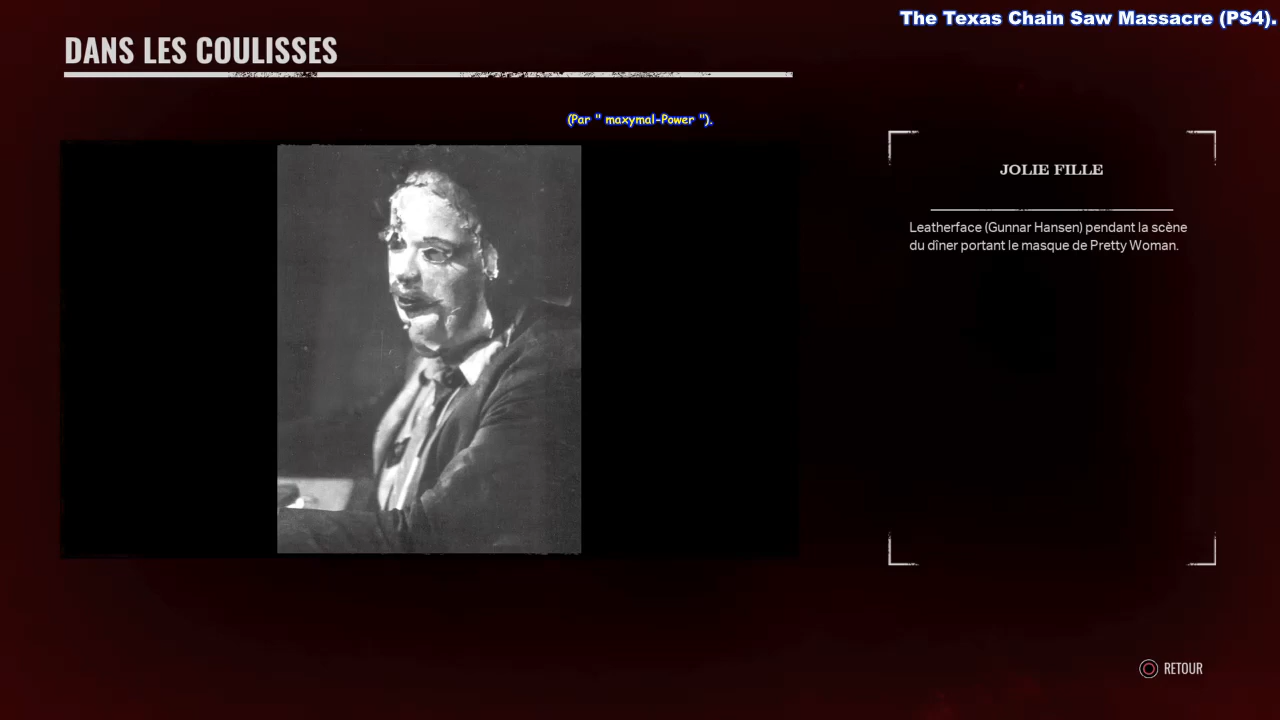 The Texas Chain Saw Massacre (PS4).
DANS LES COULISSES
(Par " maxymal-Power ").
JOLIE FILLE
Leatherface (Gunnar Hansen) pendant la scène
du dîner portant le masque de Pretty Woman.
RETOUR